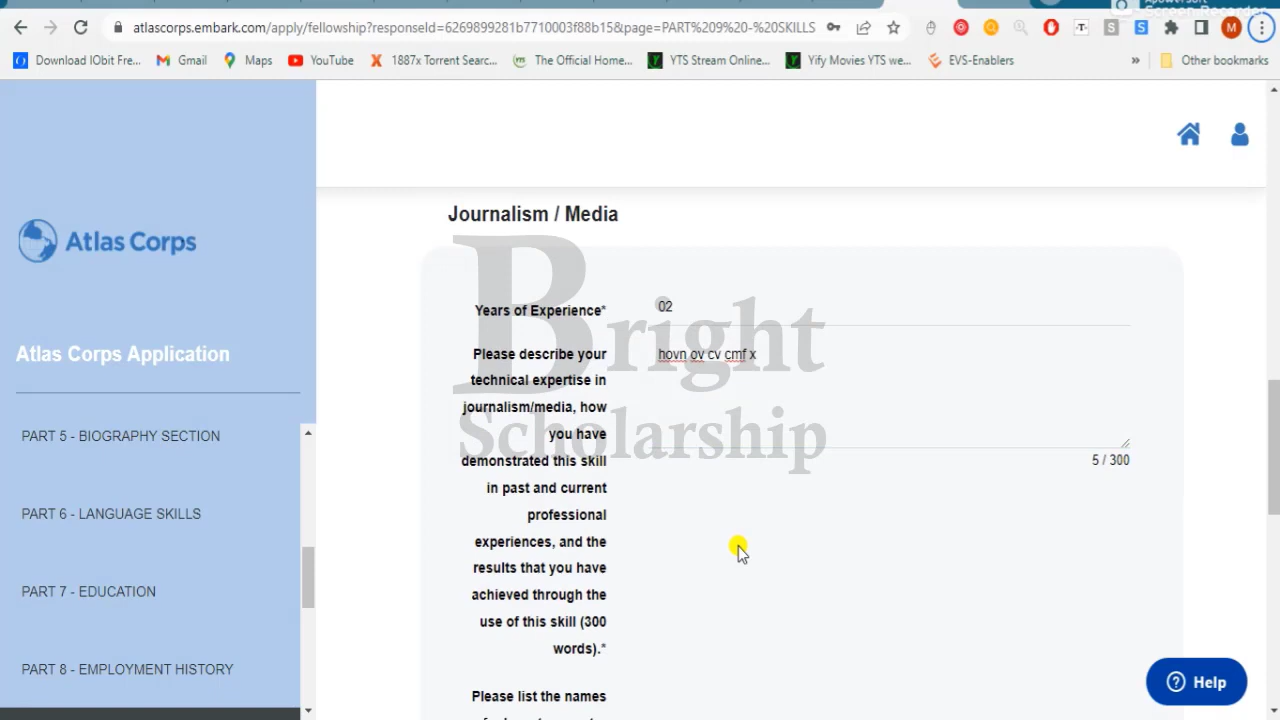 Apowersoft
Screen Recorder
atlascorps.embark.com/apply/fellowship?responseId=6269899281b7710003f88b15&page=PART%209%20-%20SKILLS
M
Download IObit Fre...
Gmail
Maps
YouTube
1887x Torrent Searc...
The Official Home...
YTS Stream Online...
Yify Movies YTS we...
EVS-Enablers
»
Other bookmarks
Atlas Corps
Atlas Corps Application
PART 5 - BIOGRAPHY SECTION
PART 6 - LANGUAGE SKILLS
PART 7 - EDUCATION
PART 8 - EMPLOYMENT HISTORY
Journalism / Media
Years of Experience*
02
Please describe your
technical expertise in
journalism/media, how
you have
demonstrated this skill
in past and current
professional
experiences, and the
results that you have
achieved through the
use of this skill (300
words).*
hovn ov cv cmf x
5 / 300
Please list the names
Bright
Scholarship
Help